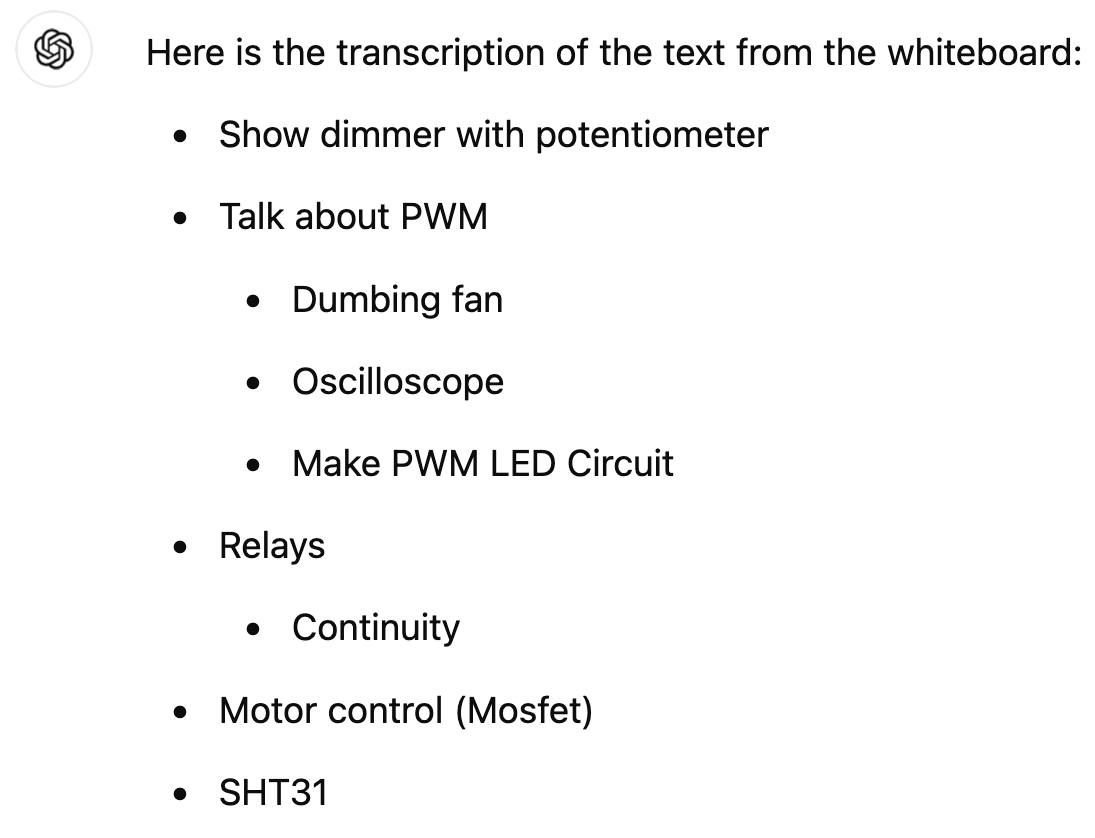 Here is the transcription of the text from the whiteboard:
• Show dimmer with potentiometer
• Talk about PWM
• Dumbing fan
• Oscilloscope
• Make PWM LED Circuit
• Relays
• Continuity
• Motor control (Mosfet)
• SHT31